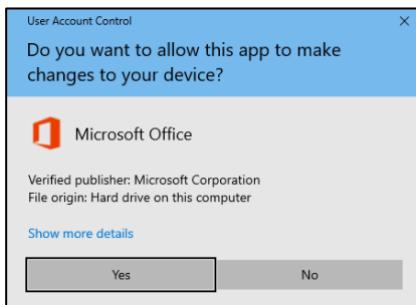 User Account Control
Do you want to allow this app to make
changes to your device?
Microsoft Office
Verified publisher: Microsoft Corporation
File origin: Hard drive on this computer
Show more details
Yes
No